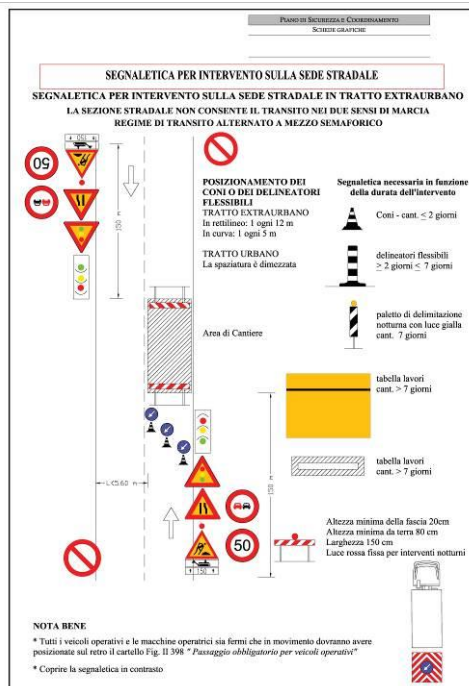 PIANO DI SICUREZZA E COORDINAMENTO
SCHEDE GRAFICHE
SEGNALETICA PER INTERVENTO SULLA SEDE STRADALE
SEGNALETICA PER INTERVENTO SULLA SEDE STRADALE IN TRATTO EXTRAURBANO
LA SEZIONE STRADALE NON CONSENTE IL TRANSITO NEI DUE SENSI DI MARCIA
REGIME DI TRANSITO ALTERNATO A MEZZO SEMAFORICO
150
50
150 m
POSIZIONAMENTO DEI
CONI O DEI DELINEATORI
FLESSIBILI
TRATTO EXTRAURBANO
In rettilineo: 1 ogni 12 m
In curva: 1 ogni 5 m
TRATTO URBANO
La spaziatura è dimezzata
Segnaletica necessaria in funzione
della durata dell'intervento
Coni - cant. ≤ 2 giorni
delineatori flessibili
≥ 2 giorni ≤ 7 giorni
paletto di delimitazione
notturna con luce gialla
cant. 7 giorni
Area di Cantiere
tabella lavori
cant. > 7 giorni
tabella lavori
cant. > 7 giorni
L<5.60 m
150 m
50
150
Altezza minima della fascia 20cm
Altezza minima da terra 80 cm
Larghezza 150 cm
Luce rossa fissa per interventi notturni
NOTA BENE
* Tutti i veicoli operativi e le macchine operatrici sia fermi che in movimento dovranno avere
posizionate sul retro il cartello Fig. II 398 " Passaggio obbligatorio per veicoli operativi"
* Coprire la segnaletica in contrasto